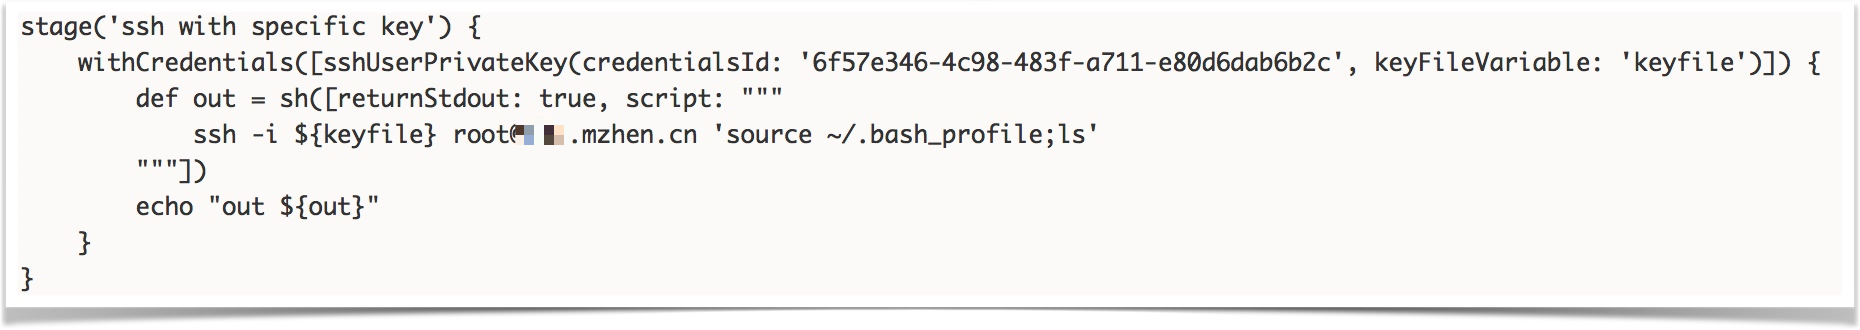 stage('ssh with specific key') {
    withCredentials([sshUserPrivateKey(credentialsId: '6f57e346-4c98-483f-a711-e80d6dab6b2c', keyFileVariable: 'keyfile')]) {
        def out = sh([returnStdout: true, script: """
            ssh -i ${keyfile} root@ .mzhen.cn 'source ~/.bash_profile;ls'
        """])
        echo "out ${out}"
    }
}